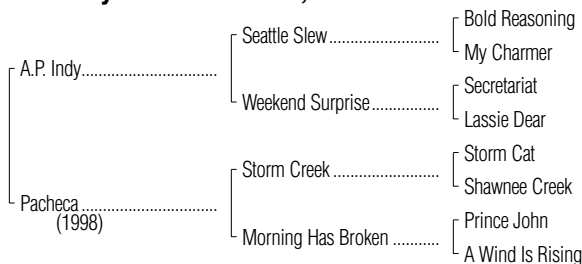 Bold Reasoning
Seattle Slew
My Charmer
A.P. Indy
Secretariat
Weekend Surprise
Lassie Dear
Storm Cat
Storm Creek
Shawnee Creek
Pacheca
(1998)
Prince John
Morning Has Broken
A Wind Is Rising